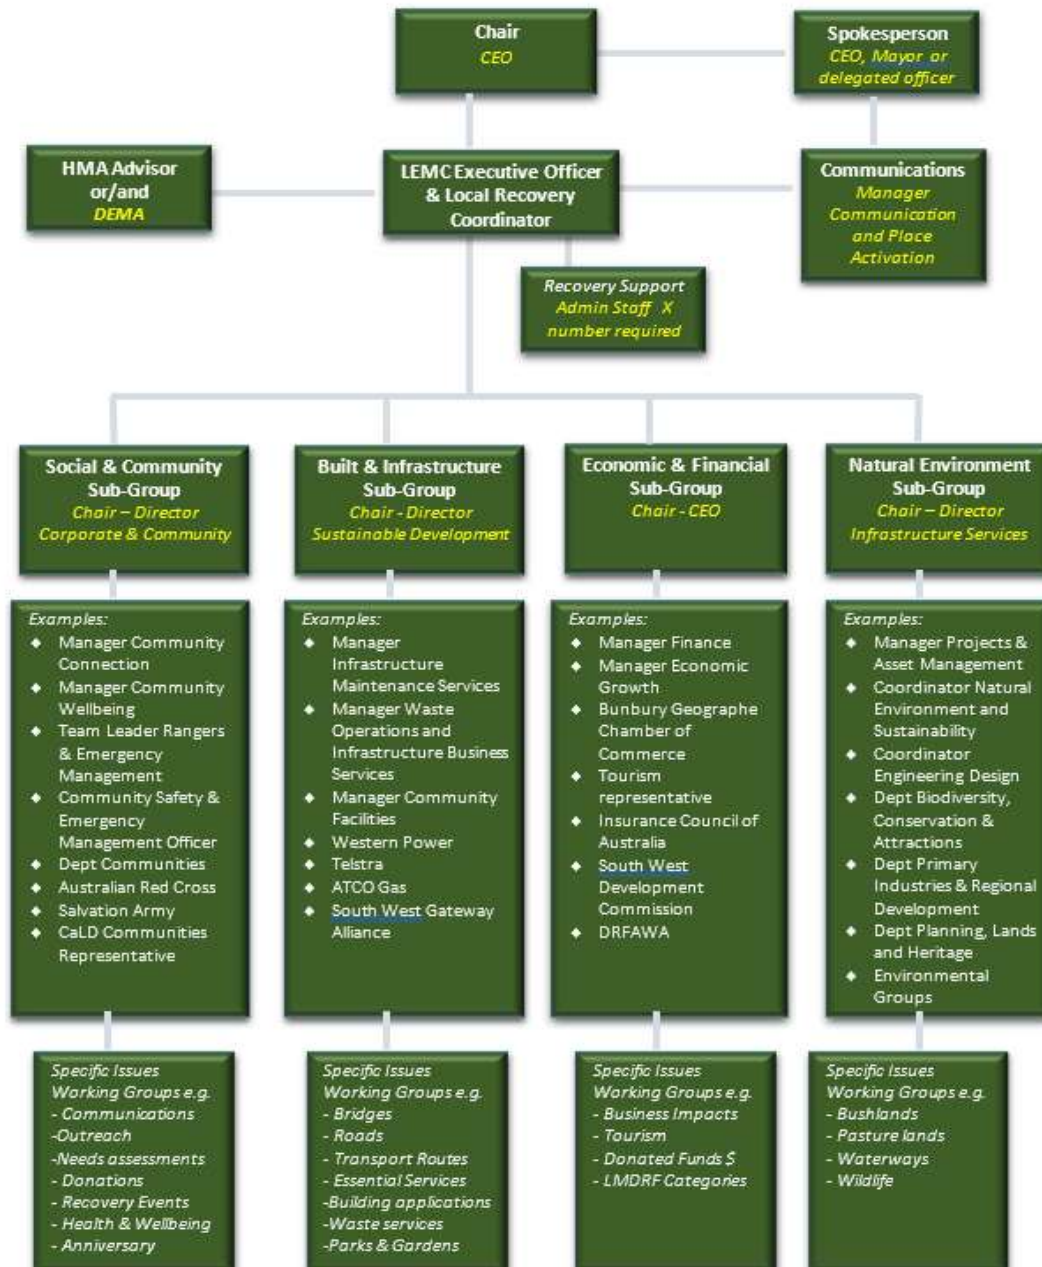 Chair
CEO
Spokesperson
CEO, Mayor or
delegated officer
HMA Advisor
or/and
DEMA
LEMC Executive Officer
& Local Recovery
Coordinator
Communications
Manager
Communication
and Place
Activation
Recovery Support
Admin Staff X
number required
Social & Community
Sub-Group
Chair – Director
Corporate & Community
Built & Infrastructure
Sub-Group
Chair - Director
Sustainable Development
Economic & Financial
Sub-Group
Chair - CEO
Natural Environment
Sub-Group
Chair – Director
Infrastructure Services
Examples:
◆ Manager Community
Connection
◆ Manager Community
Wellbeing
◆ Team Leader Rangers
& Emergency
Management
◆ Community Safety &
Emergency
Management Officer
◆ Dept Communities
◆ Australian Red Cross
◆ Salvation Army
◆ CaLD Communities
Representative
Examples:
◆ Manager
Infrastructure
Maintenance Services
◆ Manager Waste
Operations and
Infrastructure Business
Services
◆ Manager Community
Facilities
◆ Western Power
◆ Telstra
◆ ATCO Gas
◆ South West Gateway
Alliance
Examples:
◆ Manager Finance
◆ Manager Economic
Growth
◆ Bunbury Geographe
Chamber of
Commerce
◆ Tourism
representative
◆ Insurance Council of
Australia
◆ South West
Development
Commission
◆ DRFAWA
Examples:
◆ Manager Projects &
Asset Management
◆ Coordinator Natural
Environment and
Sustainability
◆ Coordinator
Engineering Design
◆ Dept Biodiversity,
Conservation &
Attractions
◆ Dept Primary
Industries & Regional
Development
◆ Dept Planning, Lands
and Heritage
◆ Environmental
Groups
Specific Issues
Working Groups e.g.
- Communications
-Outreach
-Needs assessments
- Donations
- Recovery Events
- Health & Wellbeing
- Anniversary
Specific Issues
Working Groups e.g.
- Bridges
- Roads
- Transport Routes
- Essential Services
-Building applications
-Waste services
-Parks & Gardens
Specific Issues
Working Groups e.g.
- Business Impacts
- Tourism
- Donated Funds $
- LMDRF Categories
Specific Issues
Working Groups e.g.
- Bushlands
- Pasture lands
- Waterways
- Wildlife